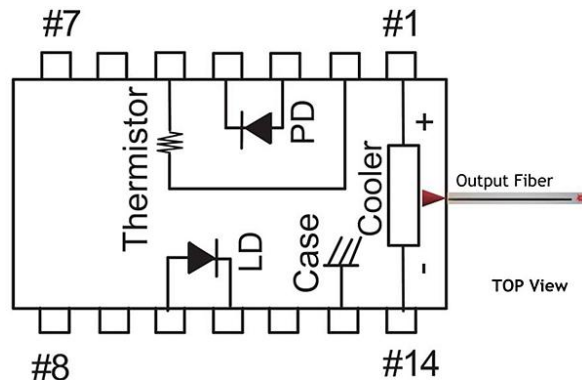 #7
#1
Thermistor
PD
+
Cooler
Output Fiber
LD
Case
-
TOP View
#8
#14